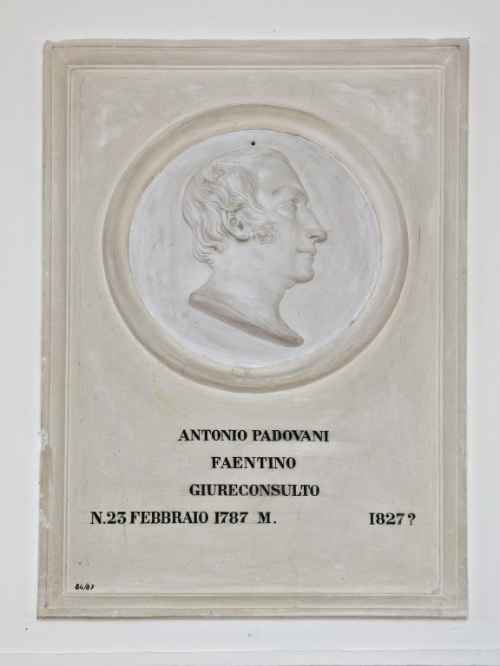 ANTONIO PADOVANI
FAENTINO
GIURECONSULTO
N.23 FEBBRAIO 1787 M. 1827?